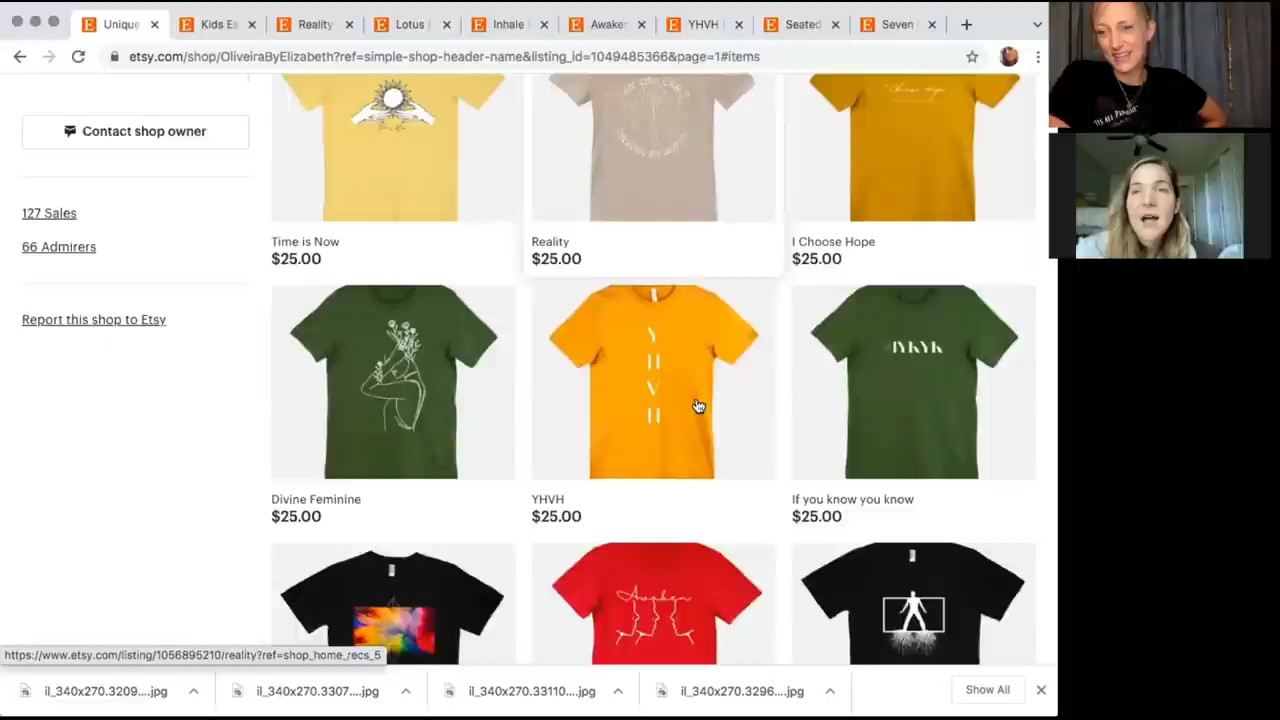 Unique
Kids Es
Reality
Lotus
Inhale
Awaken
YHVH
Seated
Seven
etsy.com/shop/OliveiraByElizabeth?ref=simple-shop-header-name&listing_id=1049485366&page=1#items
Contact shop owner
127 Sales
66 Admirers
Report this shop to Etsy
Time is Now
$25.00
Reality
$25.00
I Choose Hope
$25.00
Y
H
V
H
#IYKYK
Divine Feminine
$25.00
YHVH
$25.00
If you know you know
$25.00
Awaken
https://www.etsy.com/listing/1056895210/reality?ref=shop_home_recs_5
il_340x270.3209....jpg
il_340x270.3307....jpg
il_340x270.33110....jpg
il_340x270.3296....jpg
Show All